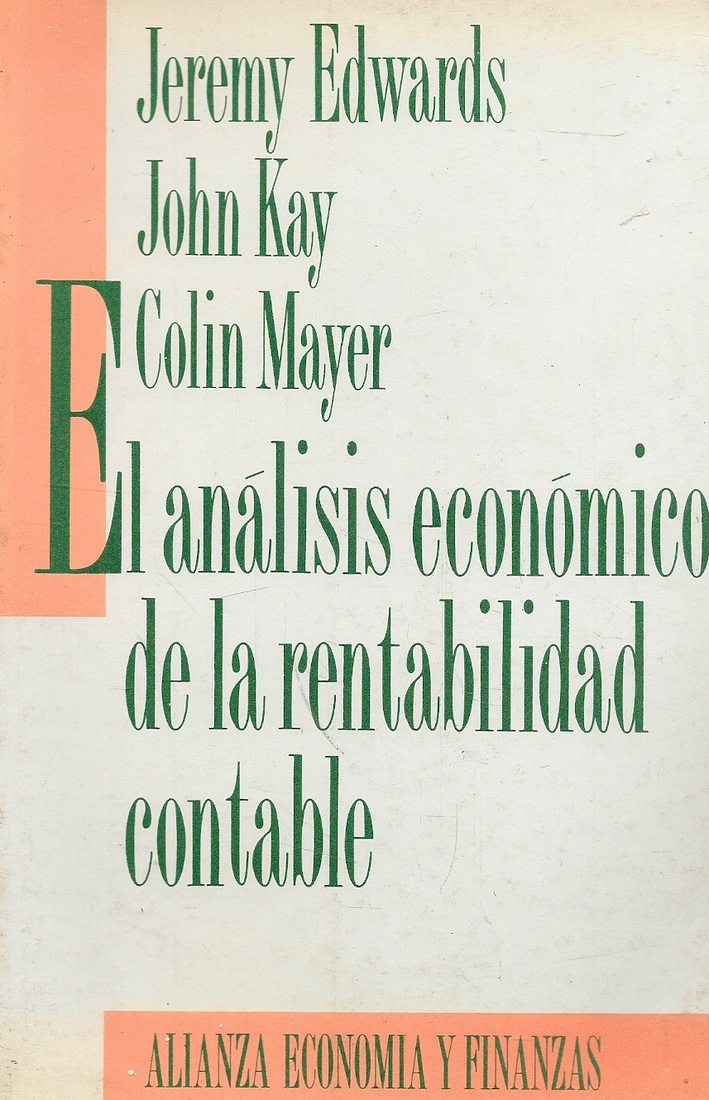 Jeremy Edwards
John Kay
Colin Mayer
El análisis económico
de la rentabilidad
contable
ALIANZA ECONOMIA Y FINANZAS